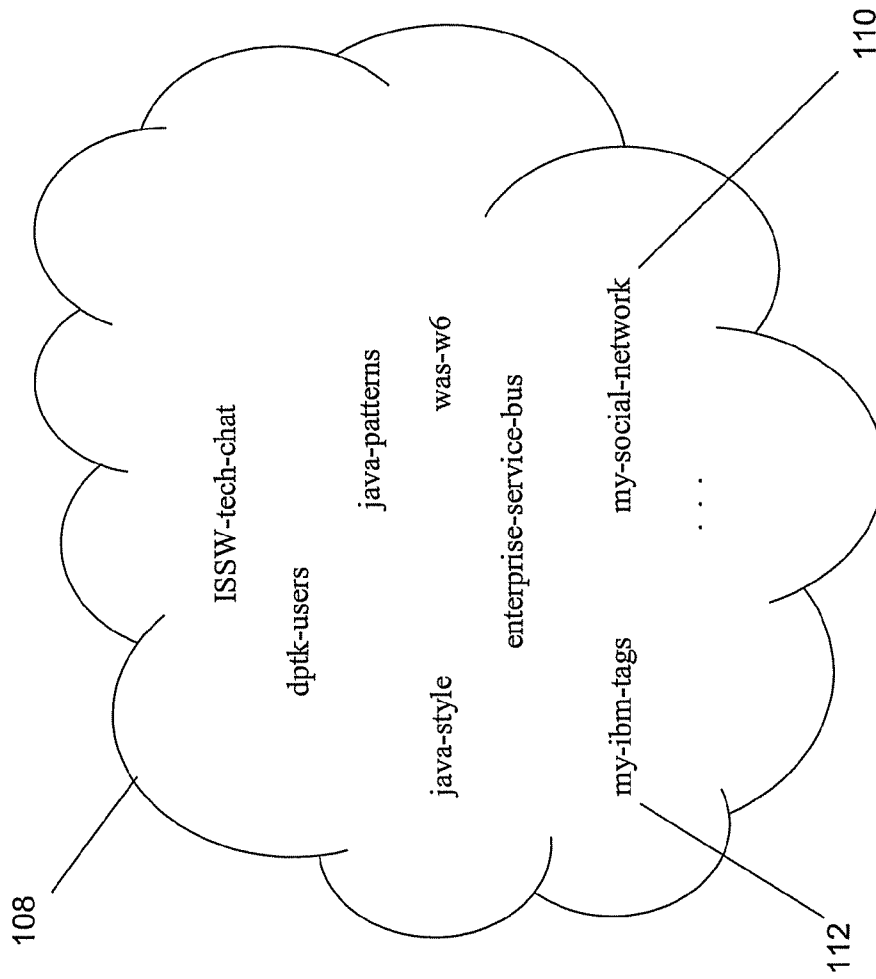 108
ISSW-tech-chat
dptk-users
java-patterns
java-style
was-w6
enterprise-service-bus
my-ibm-tags
my-social-network
. . .
112
110